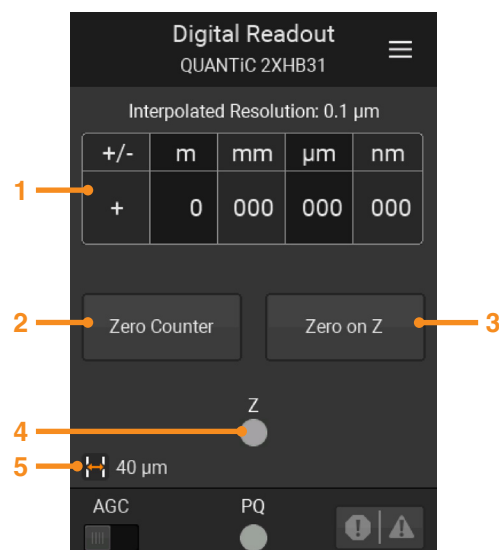 Digital Readout
QUANTiC 2XHB31
Interpolated Resolution: 0.1 µm
+/- m mm µm nm
1
+ 0 000 000 000
2 Zero Counter Zero on Z 3
Z
4
5 40 µm
AGC PQ